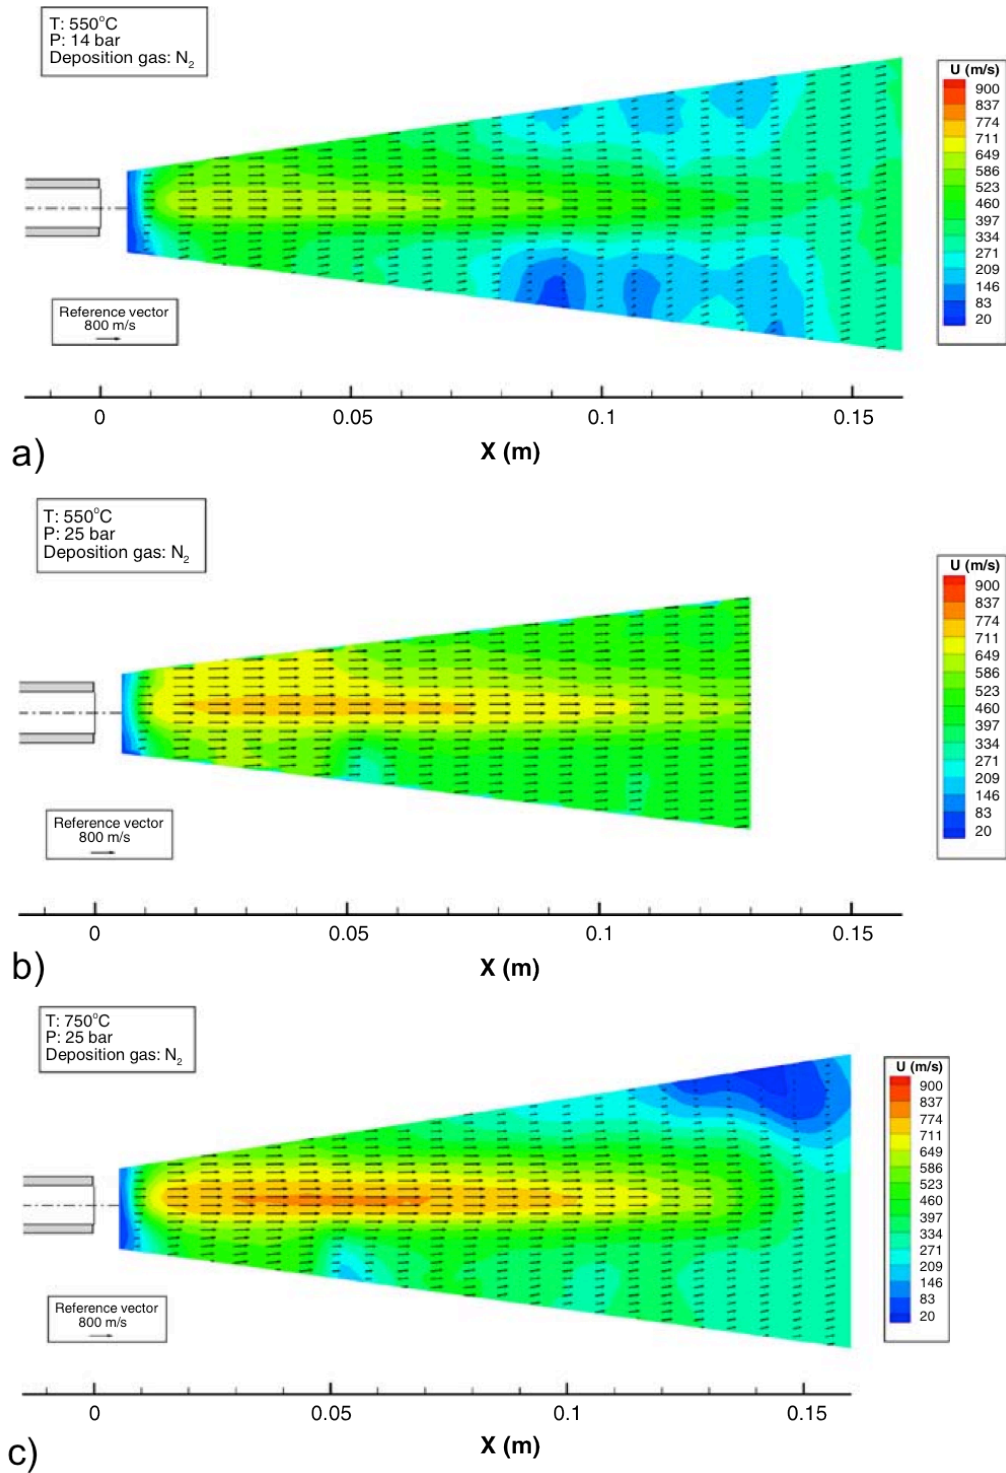 T: 550°C
P: 14 bar
Deposition gas: N₂
U (m/s)
900
837
774
711
649
586
523
460
397
334
271
209
146
83
20
Reference vector
800 m/s
0 0.05 0.1 0.15
X (m)
a)
T: 550°C
P: 25 bar
Deposition gas: N₂
U (m/s)
900
837
774
711
649
586
523
460
397
334
271
209
146
83
20
Reference vector
800 m/s
0 0.05 0.1 0.15
X (m)
b)
T: 750°C
P: 25 bar
Deposition gas: N₂
U (m/s)
900
837
774
711
649
586
523
460
397
334
271
209
146
83
20
Reference vector
800 m/s
0 0.05 0.1 0.15
X (m)
c)